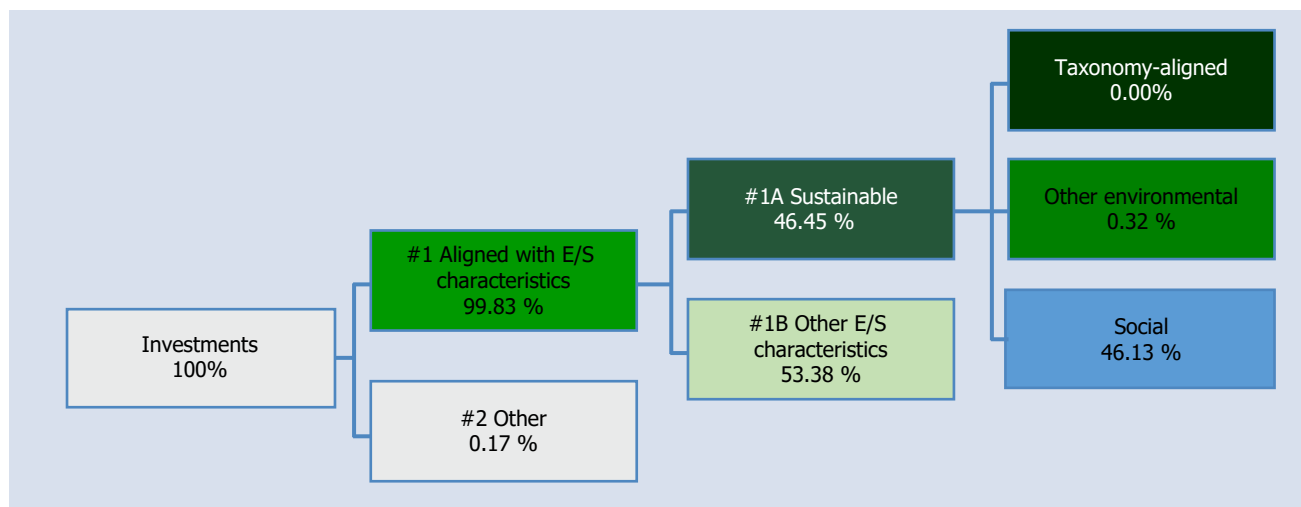 Investments
100%
#1 Aligned with E/S
characteristics
99.83 %
#2 Other
0.17 %
#1A Sustainable
46.45 %
#1B Other E/S
characteristics
53.38 %
Taxonomy-aligned
0.00%
Other environmental
0.32 %
Social
46.13 %